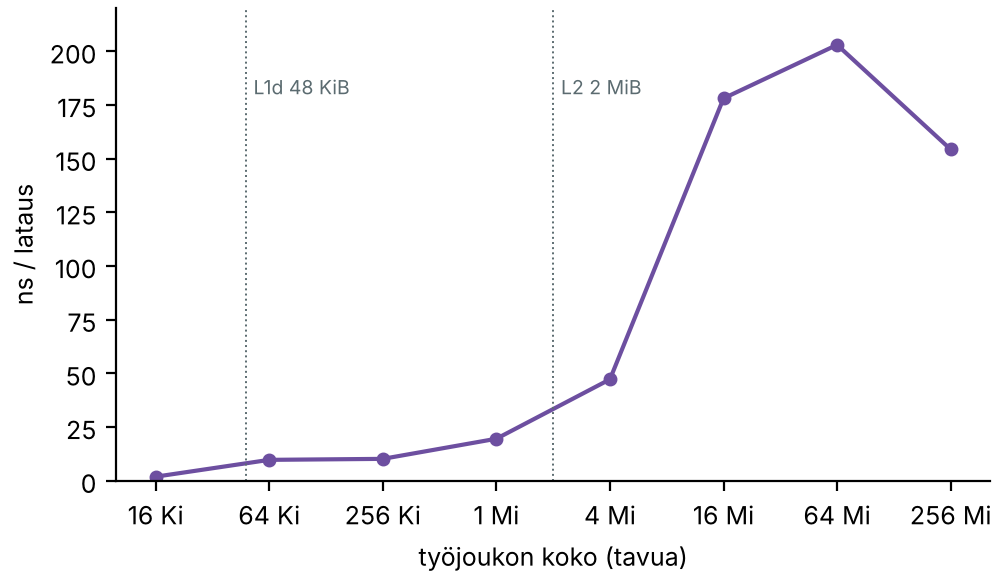 200
175
150
125
100
75
50
25
0
ns / lataus
L1d 48 KiB
L2 2 MiB
16 Ki
64 Ki
256 Ki
1 Mi
4 Mi
16 Mi
64 Mi
256 Mi
työjoukon koko (tavua)